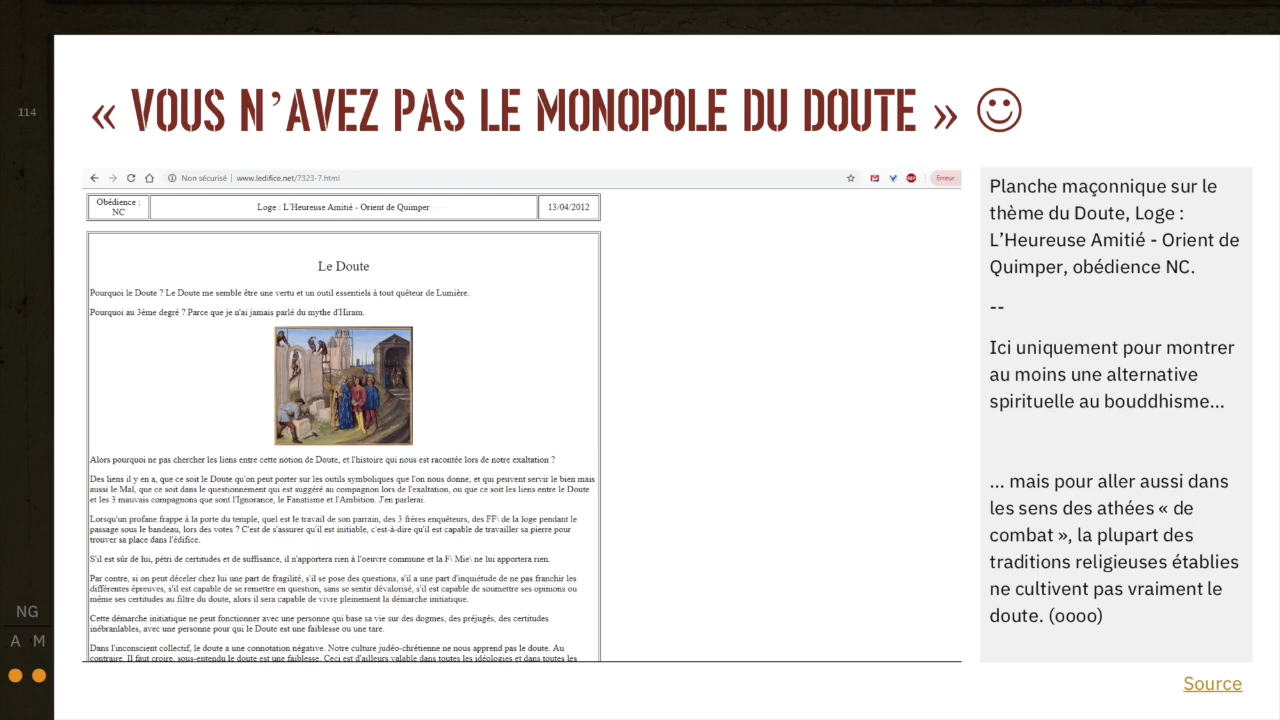 114
« VOUS N’AVEZ PAS LE MONOPOLE DU DOUTE » ☺
Non sécurisé | www.ledifice.net/7323-7.html
ABP
Erreur
Obédience :
NC
Loge : L'Heureuse Amitié - Orient de Quimper
13/04/2012
Le Doute
Pourquoi le Doute ? Le Doute me semble être une vertu et un outil essentiels à tout quêteur de Lumière.
Pourquoi au 3ème degré ? Parce que je n'ai jamais parlé du mythe d'Hiram.
Alors pourquoi ne pas chercher les liens entre cette notion de Doute, et l'histoire qui nous est racontée lors de notre exaltation ?
Des liens il y en a, que ce soit le Doute qu'on peut porter sur les outils symboliques que l'on nous donne, et qui peuvent servir le bien mais
aussi le Mal, que ce soit dans le questionnement qui est suggéré au compagnon lors de l'exaltation, ou que ce soit les liens entre le Doute
et les 3 mauvais compagnons que sont l'Ignorance, le Fanatisme et l'Ambition. J'en parlerai.
Lorsqu'un profane frappe à la porte du temple, quel est le travail de son parrain, des 3 frères enquêteurs, des FF\ de la loge pendant le
passage sous le bandeau, lors des votes ? C'est de s'assurer qu'il est initiable, c'est-à-dire qu'il est capable de travailler sa pierre pour
trouver sa place dans l'édifice.
S'il est sûr de lui, pétri de certitudes et de suffisance, il n'apportera rien à l'oeuvre commune et la F\ Mie\ ne lui apportera rien.
Par contre, si on peut déceler chez lui une part de fragilité, s'il se pose des questions, s'il a une part d'inquiétude de ne pas franchir les
différentes épreuves, s'il est capable de se remettre en question, sans se sentir dévalorisé, s'il est capable de soumettre ses opinions ou
même ses certitudes au filtre du doute, alors il sera capable de vivre pleinement la démarche initiatique.
Cette démarche initiatique ne peut fonctionner avec une personne qui base sa vie sur des dogmes, des préjugés, des certitudes
inébranlables, avec une personne pour qui le Doute est une faiblesse ou une tare.
Dans l'inconscient collectif, le doute a une connotation négative. Notre culture judéo-chrétienne ne nous apprend pas le doute. Au
contraire. Il faut croire, sous-entendu le doute est une faiblesse. Ceci est d'ailleurs valable dans toutes les idéologies et dans toutes les
Planche maçonnique sur le
thème du Doute, Loge :
L’Heureuse Amitié - Orient de
Quimper, obédience NC.
--
Ici uniquement pour montrer
au moins une alternative
spirituelle au bouddhisme…
… mais pour aller aussi dans
les sens des athées « de
combat », la plupart des
traditions religieuses établies
ne cultivent pas vraiment le
doute. (oooo)
Source
NG
A M